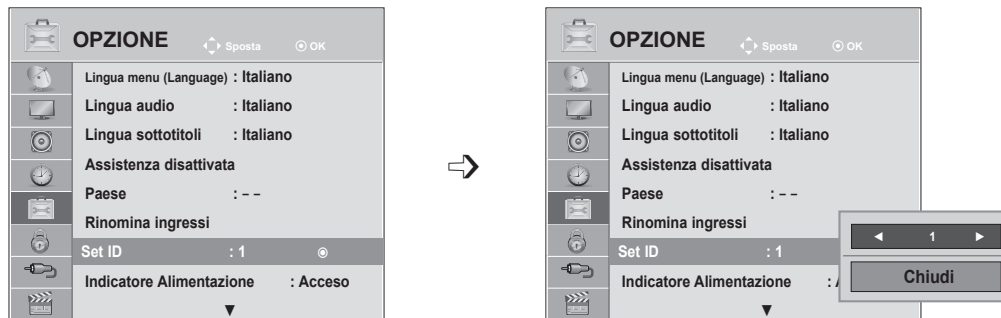 OPZIONE Sposta OK
Lingua menu (Language) : Italiano
Lingua audio : Italiano
Lingua sottotitoli : Italiano
Assistenza disattivata
Paese : – –
Rinomina ingressi
Set ID : 1
Indicatore Alimentazione : Acceso
OPZIONE Sposta OK
Lingua menu (Language) : Italiano
Lingua audio : Italiano
Lingua sottotitoli : Italiano
Assistenza disattivata
Paese : – –
Rinomina ingressi
Set ID : 1
Indicatore Alimentazione :
◄ 1 ►
Chiudi